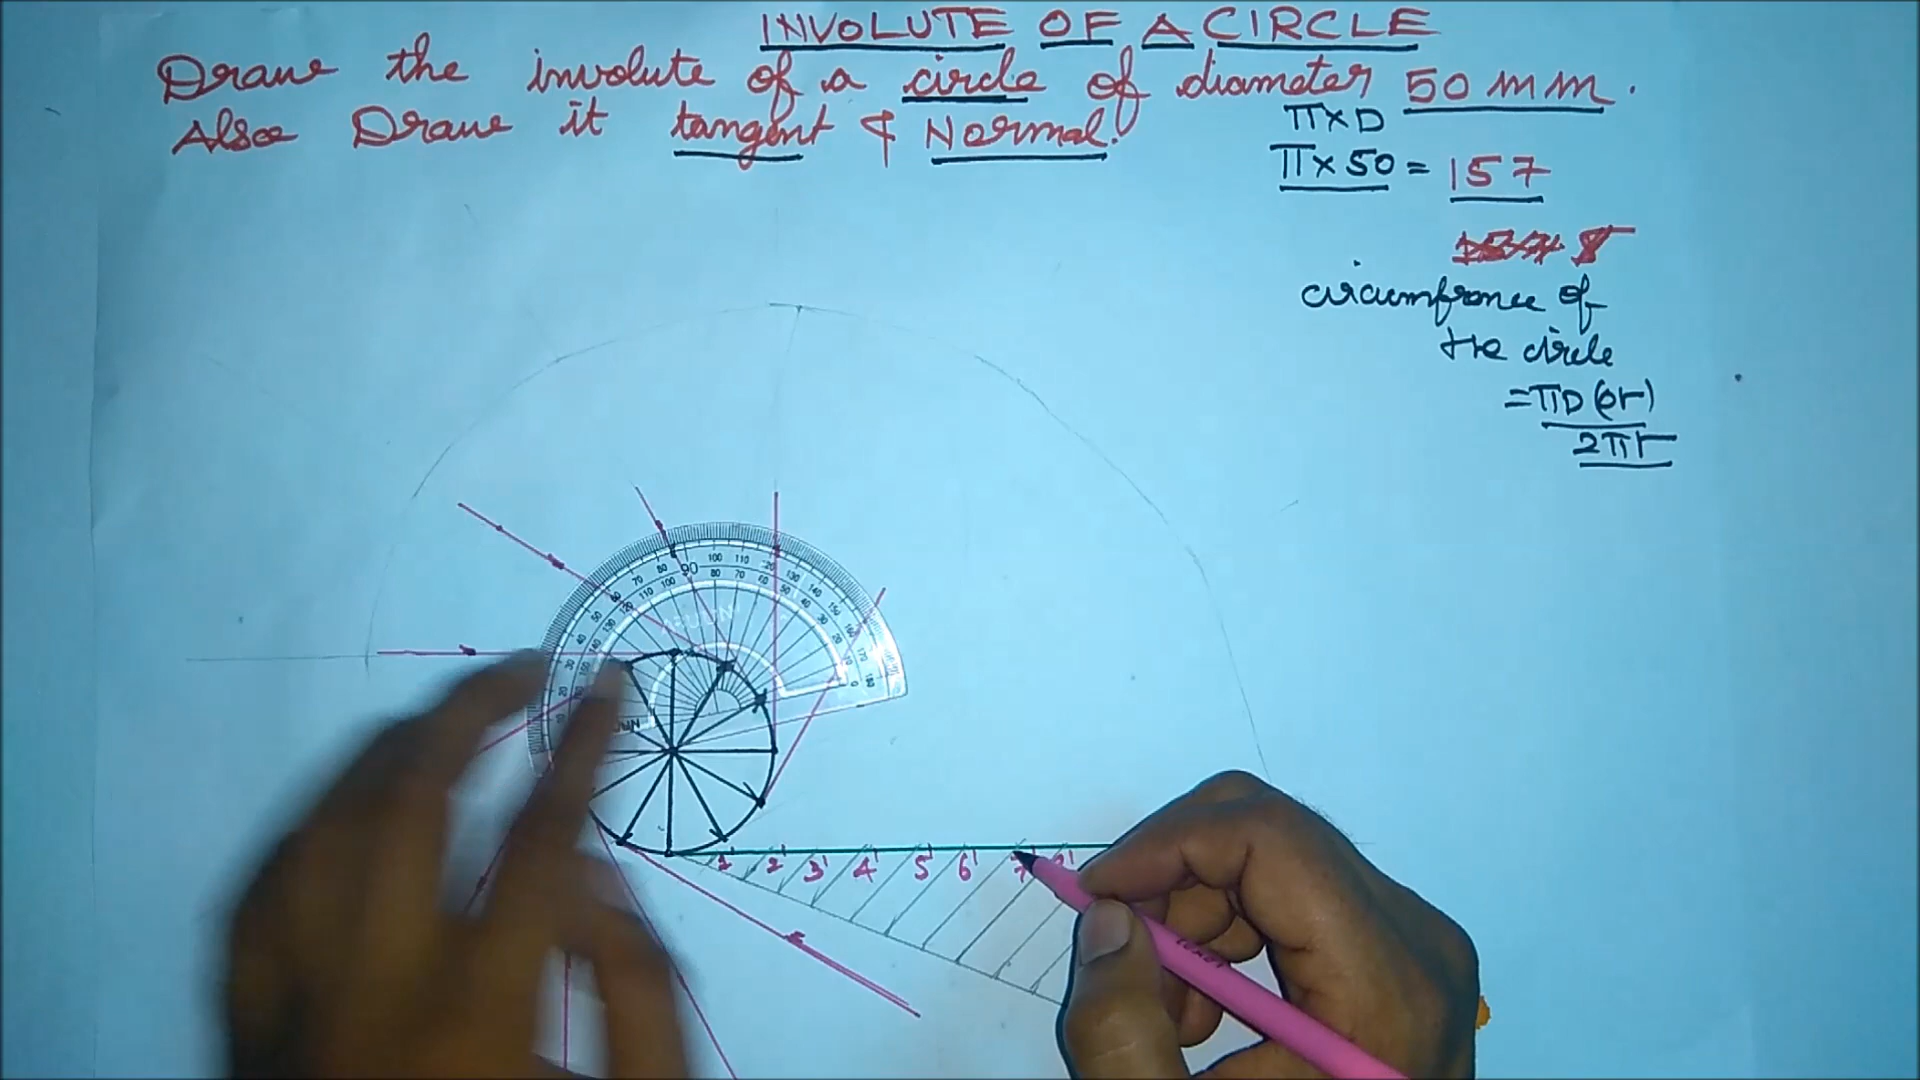 INVOLUTE OF A CIRCLE
Draw the involute of a circle of diameter 50 mm.
Also Draw it tangent & Normal.
π×D
π×50 = 157
circumfrance of
the circle
= πD (or)
2πr
1' 2' 3' 4' 5' 6' 7'